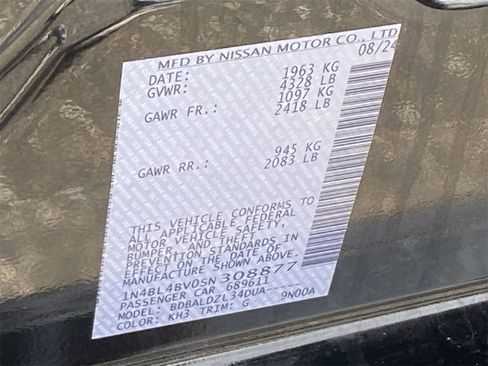 MFD BY NISSAN MOTOR CO., LTD
DATE: 08/24
GVWR: 1963 KG
4328 LB
GAWR FR.: 1097 KG
2418 LB
GAWR RR.: 945 KG
2083 LB
THIS VEHICLE CONFORMS TO
ALL APPLICABLE FEDERAL
MOTOR VEHICLE SAFETY,
BUMPER, AND THEFT
PREVENTION STANDARDS IN
EFFECT ON THE DATE OF
MANUFACTURE SHOWN ABOVE.
1N4BL4BV0SN308877
PASSENGER CAR 689611
MODEL: BDBALDZL34DUA-- 9N00A
COLOR: KH3 TRIM: G